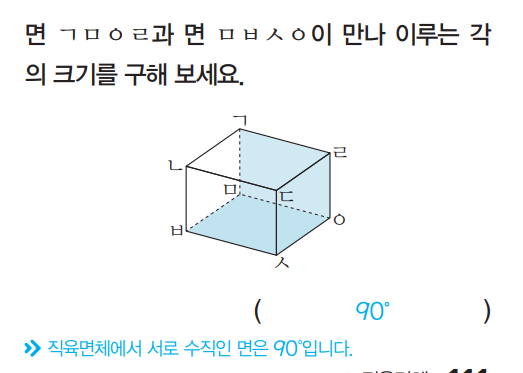 면 ㄱㅁㅇㄹ과 면 ㅁㅂㅅㅇ이 만나 이루는 각
의 크기를 구해 보세요.
ㄱ
ㄹ
ㄴ
ㅁ
ㄷ
ㅇ
ㅂ
ㅅ
( 90° )
직육면체에서 서로 수직인 면은 90°입니다.